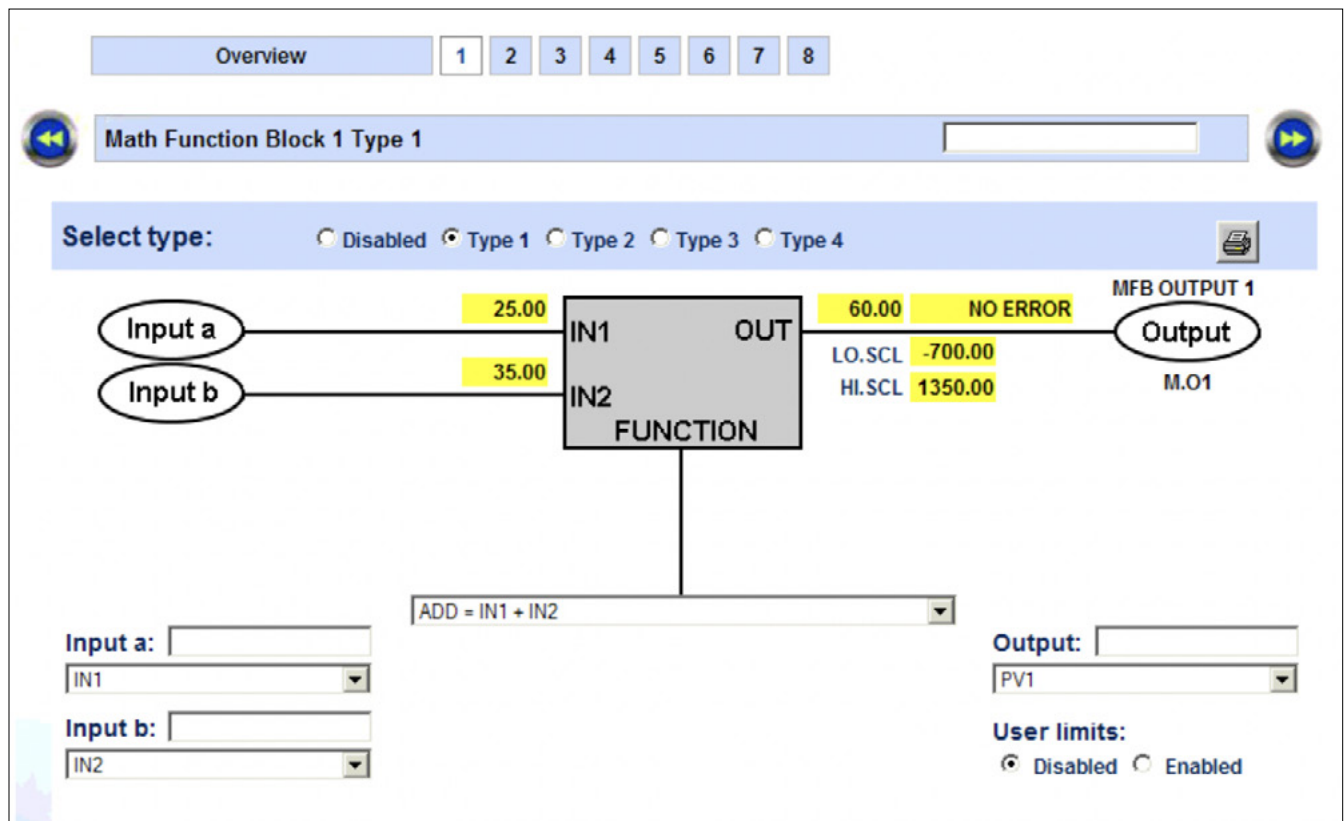 Overview 1 2 3 4 5 6 7 8
Math Function Block 1 Type 1
Select type: Disabled Type 1 Type 2 Type 3 Type 4
MFB OUTPUT 1
Input a 25.00 IN1 OUT 60.00 NO ERROR Output
LO.SCL -700.00
Input b 35.00 IN2 HI.SCL 1350.00 M.O1
FUNCTION
ADD = IN1 + IN2
Input a: Output:
IN1 PV1
Input b: User limits:
IN2 Disabled Enabled